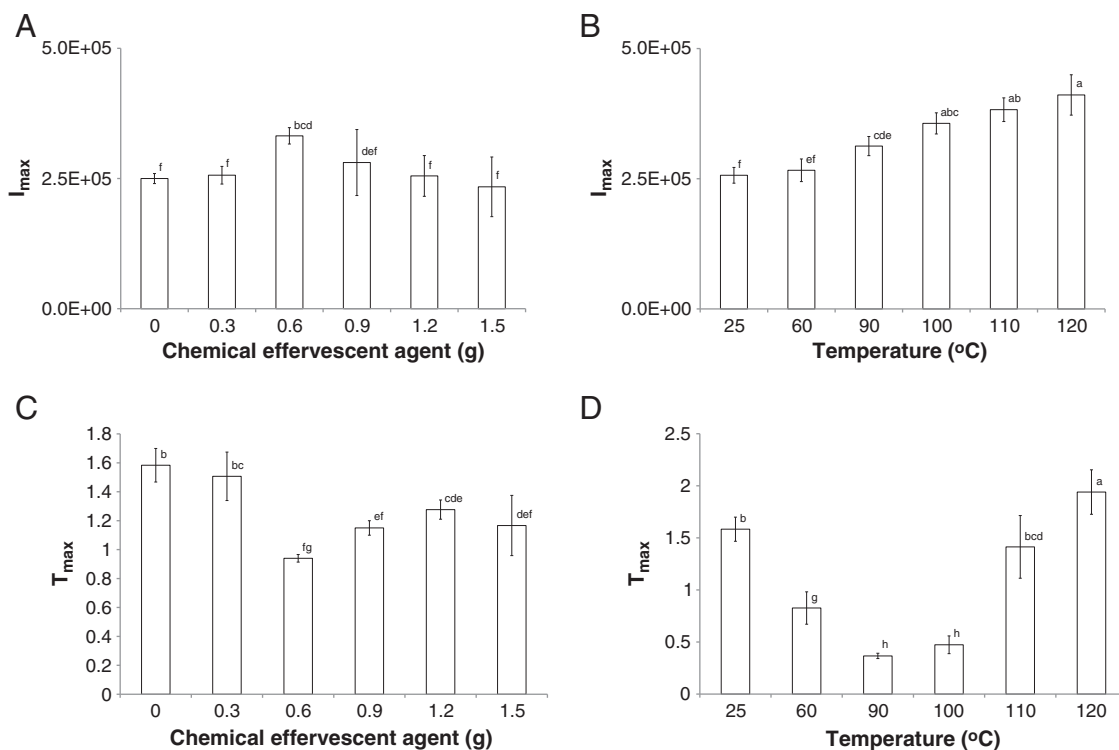 A
5.0E+05
2.5E+05
0.0E+00
I max
f
f
bcd
def
f
f
0 0.3 0.6 0.9 1.2 1.5
Chemical effervescent agent (g)
B
5.0E+05
2.5E+05
0.0E+00
I max
f
ef
cde
abc
ab
a
25 60 90 100 110 120
Temperature (oC)
C
1.8
1.6
1.4
1.2
1
0.8
0.6
0.4
0.2
0
T max
b
bc
fg
ef
cde
def
0 0.3 0.6 0.9 1.2 1.5
Chemical effervescent agent (g)
D
2.5
2
1.5
1
0.5
0
T max
b
g
h
h
bcd
a
25 60 90 100 110 120
Temperature (oC)